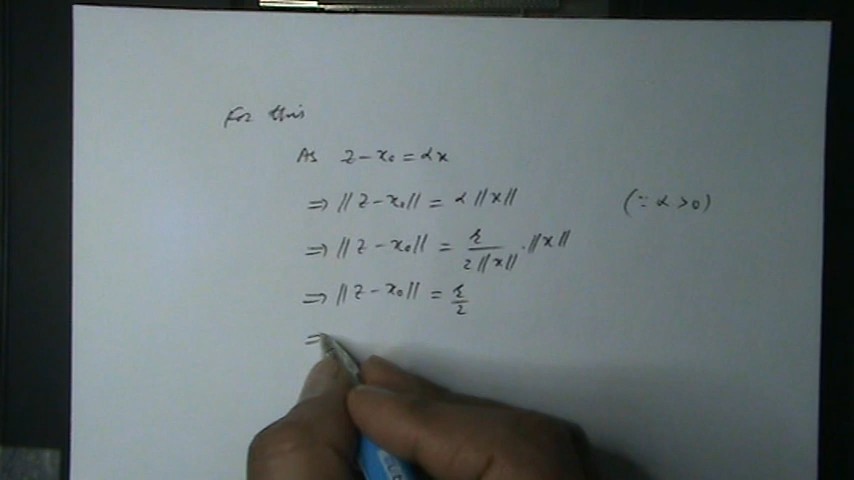 For this
As z - x₀ = αx
⇒ ||z - x₀|| = α ||x|| (∵ α > 0)
⇒ ||z - x₀|| = r / 2||x|| . ||x||
⇒ ||z - x₀|| = r / 2
=